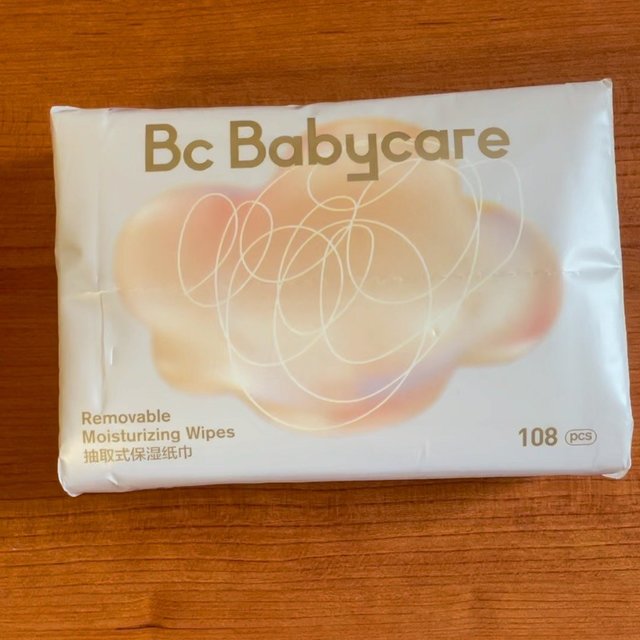 Bc Babycare
Removable
Moisturizing Wipes
抽取式保湿纸巾
108 pcs